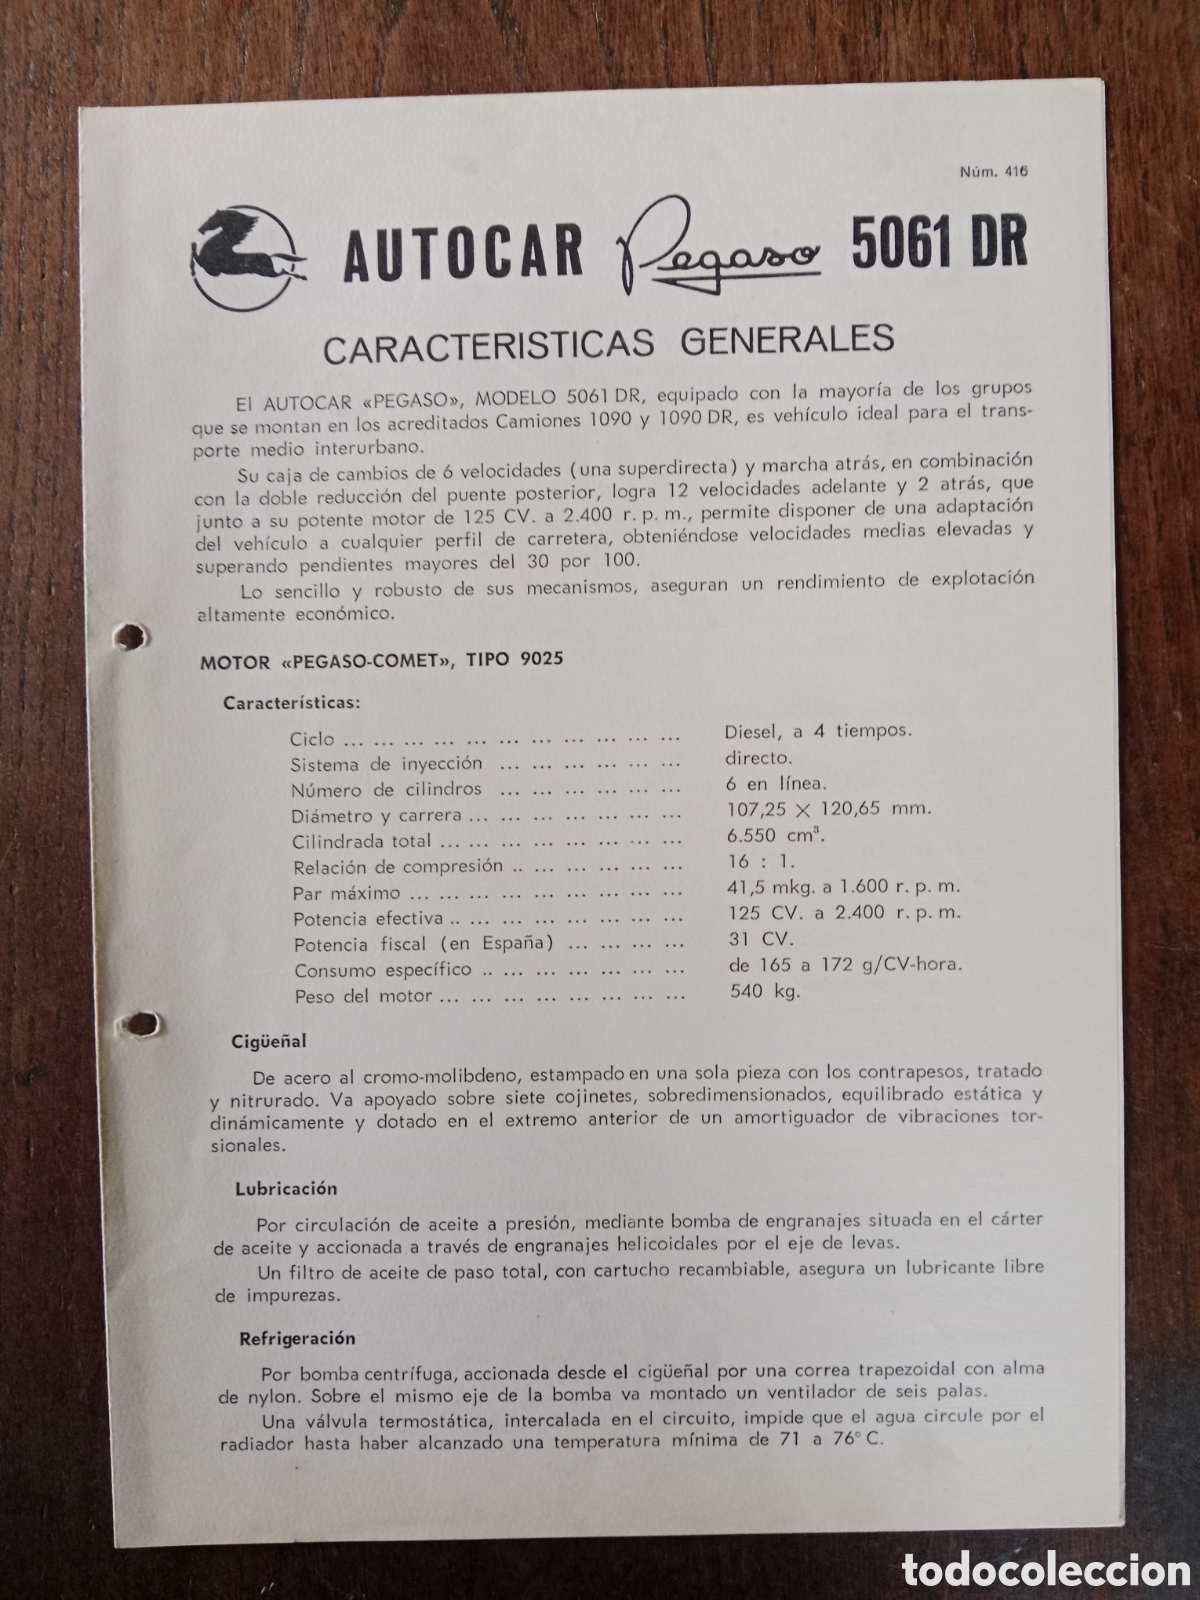 Núm. 416
AUTOCAR Pegaso 5061 DR
CARACTERISTICAS GENERALES
El AUTOCAR «PEGASO», MODELO 5061 DR, equipado con la mayoría de los grupos
que se montan en los acreditados Camiones 1090 y 1090 DR, es vehículo ideal para el trans-
porte medio interurbano.
Su caja de cambios de 6 velocidades (una superdirecta) y marcha atrás, en combinación
con la doble reducción del puente posterior, logra 12 velocidades adelante y 2 atrás, que
junto a su potente motor de 125 CV. a 2.400 r. p. m., permite disponer de una adaptación
del vehículo a cualquier perfil de carretera, obteniéndose velocidades medias elevadas y
superando pendientes mayores del 30 por 100.
Lo sencillo y robusto de sus mecanismos, aseguran un rendimiento de explotación
altamente económico.
MOTOR «PEGASO-COMET», TIPO 9025
Características:
Ciclo ... ... ... ... ... ... ... ... ... ... ... Diesel, a 4 tiempos.
Sistema de inyección ... ... ... ... ... ... directo.
Número de cilindros ... ... ... ... ... ... 6 en línea.
Diámetro y carrera ... ... ... ... ... ... ... 107,25 × 120,65 mm.
Cilindrada total ... ... ... ... ... ... ... ... 6.550 cm³.
Relación de compresión .. ... ... ... ... ... 16 : 1.
Par máximo ... ... ... ... ... ... ... ... ... 41,5 mkg. a 1.600 r. p. m.
Potencia efectiva .. ... ... ... ... ... ... ... 125 CV. a 2.400 r. p. m.
Potencia fiscal (en España) ... ... ... ... 31 CV.
Consumo específico .. ... ... ... ... ... ... de 165 a 172 g/CV-hora.
Peso del motor ... ... ... ... ... ... ... ... 540 kg.
Cigüeñal
De acero al cromo-molibdeno, estampado en una sola pieza con los contrapesos, tratado
y nitrurado. Va apoyado sobre siete cojinetes, sobredimensionados, equilibrado estática y
dinámicamente y dotado en el extremo anterior de un amortiguador de vibraciones tor-
sionales.
Lubricación
Por circulación de aceite a presión, mediante bomba de engranajes situada en el cárter
de aceite y accionada a través de engranajes helicoidales por el eje de levas.
Un filtro de aceite de paso total, con cartucho recambiable, asegura un lubricante libre
de impurezas.
Refrigeración
Por bomba centrífuga, accionada desde el cigüeñal por una correa trapezoidal con alma
de nylon. Sobre el mismo eje de la bomba va montado un ventilador de seis palas.
Una válvula termostática, intercalada en el circuito, impide que el agua circule por el
radiador hasta haber alcanzado una temperatura mínima de 71 a 76° C.
todocoleccion